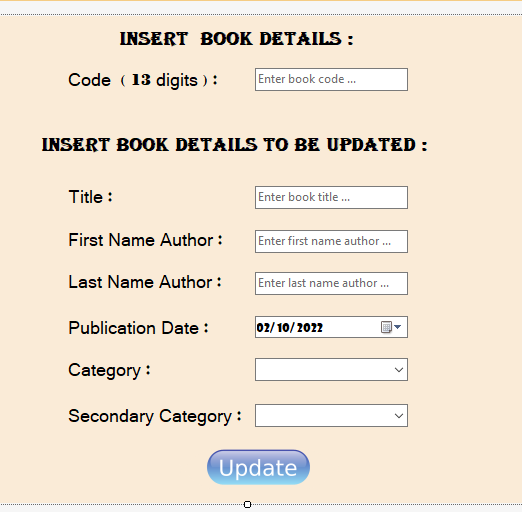 INSERT BOOK DETAILS :
Code ( 13 digits ) :
Enter book code ...
INSERT BOOK DETAILS TO BE UPDATED :
Title :
Enter book title ...
First Name Author :
Enter first name author ...
Last Name Author :
Enter last name author ...
Publication Date :
02/10/2022
Category :
Secondary Category :
Update